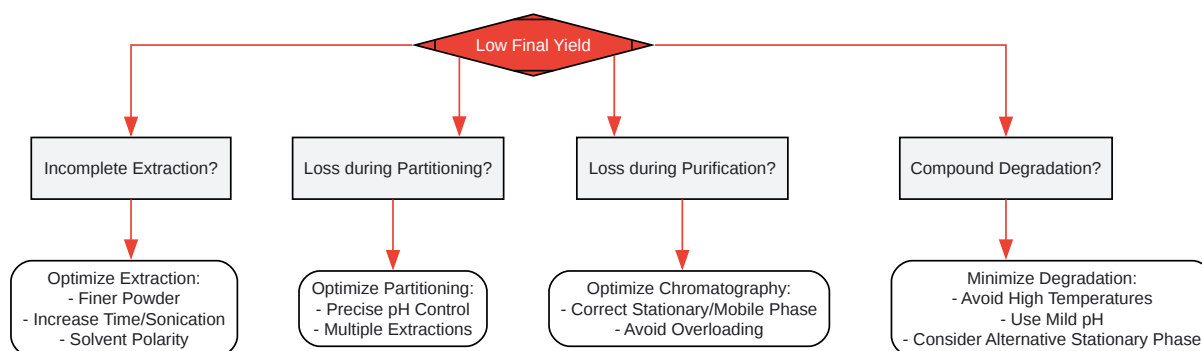 Low Final Yield
Incomplete Extraction?
Loss during Partitioning?
Loss during Purification?
Compound Degradation?
Optimize Extraction:
- Finer Powder
- Increase Time/Sonication
- Solvent Polarity
Optimize Partitioning:
- Precise pH Control
- Multiple Extractions
Optimize Chromatography:
- Correct Stationary/Mobile Phase
- Avoid Overloading
Minimize Degradation:
- Avoid High Temperatures
- Use Mild pH
- Consider Alternative Stationary Phase